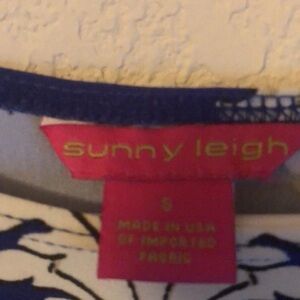 sunny leigh
S
MADE IN USA
OF IMPORTED
FABRIC